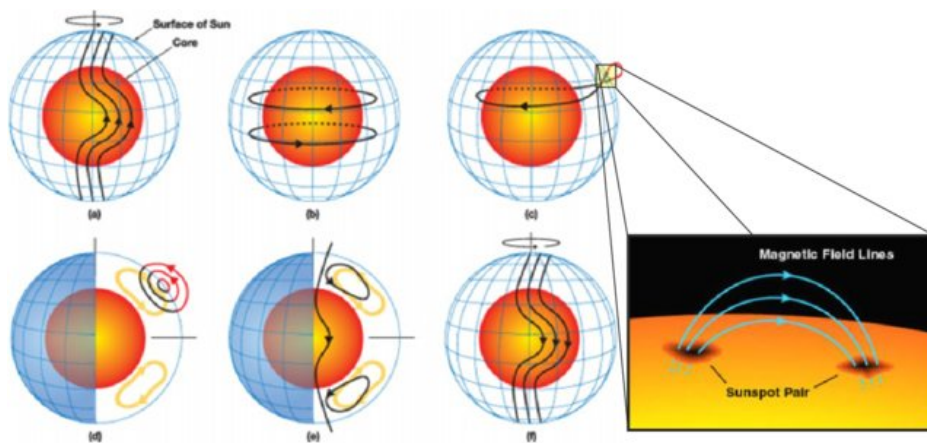 Surface of Sun
Core
(a)
(b)
(c)
Magnetic Field Lines
Sunspot Pair
(d)
(e)
(f)